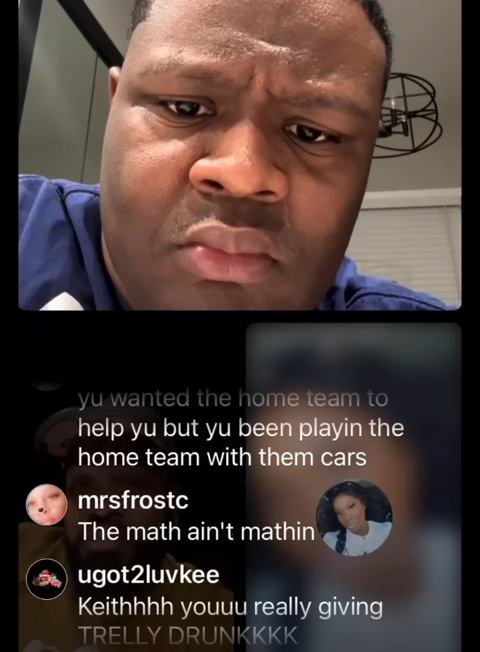 yu wanted the home team to
help yu but yu been playin the
home team with them cars
mrsfrostc
The math ain't mathin
ugot2luvkee
Keithhhh youuu really giving
TRELLY DRUNKKKK